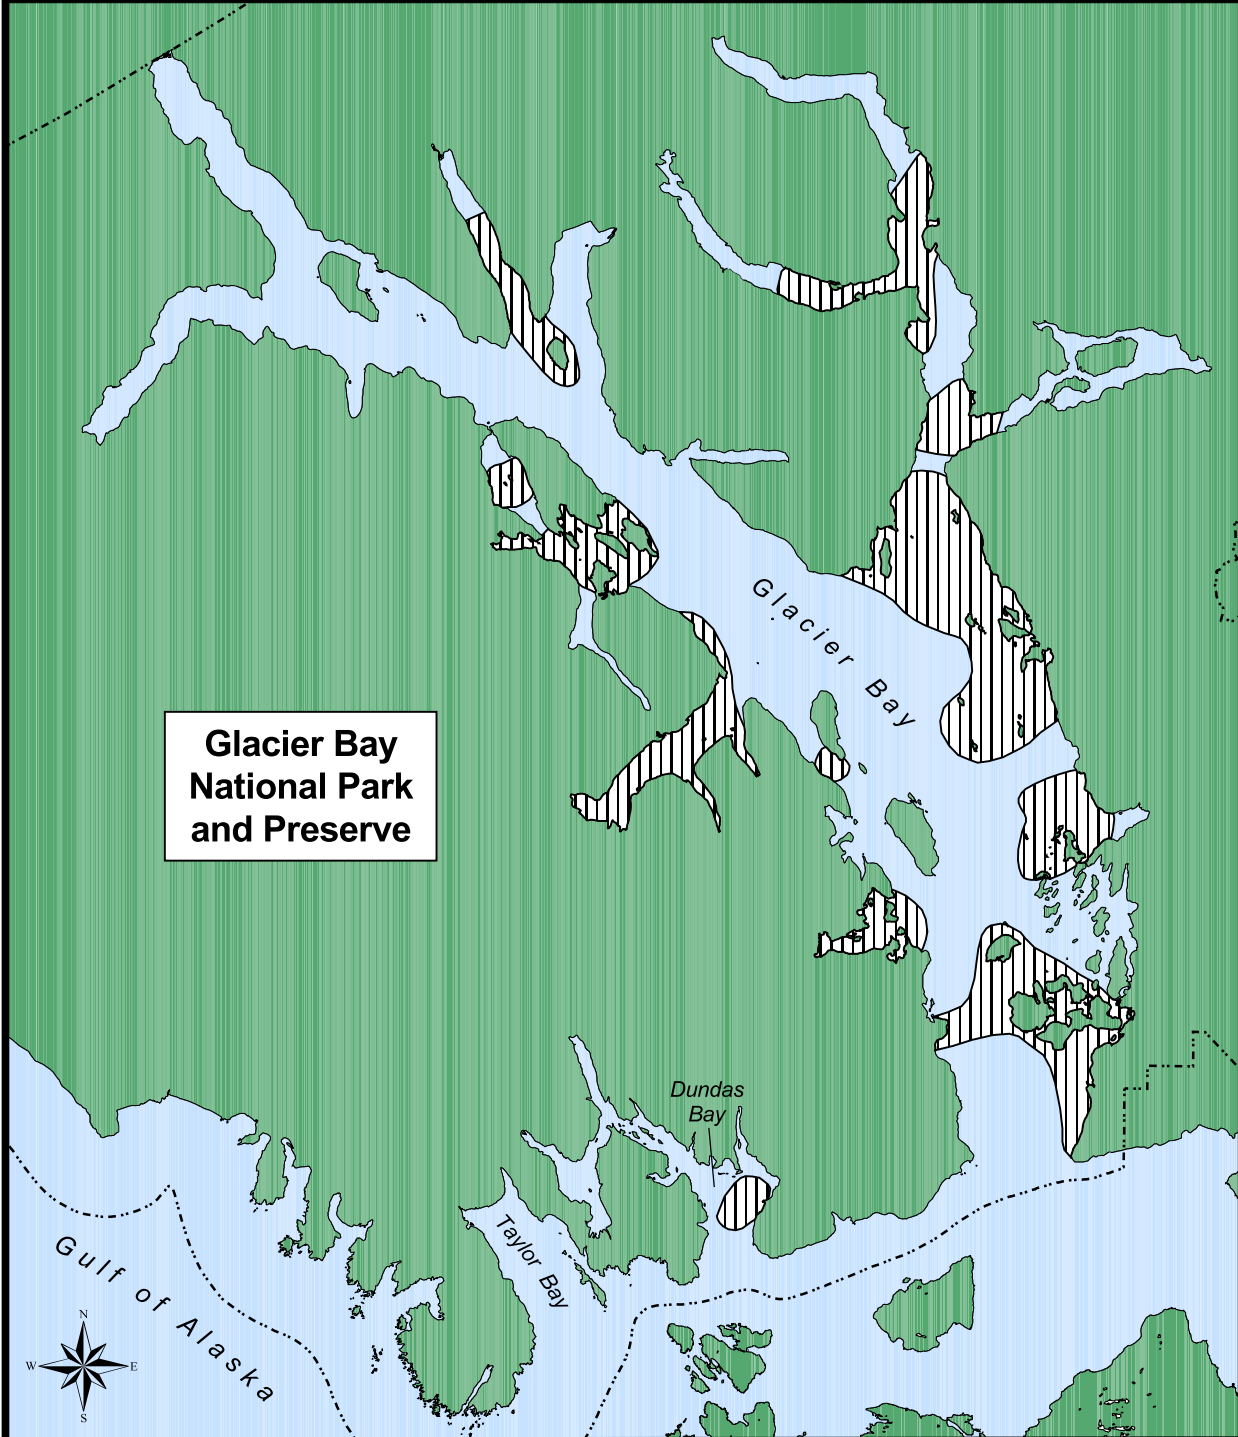 Glacier Bay
Glacier Bay
National Park
and Preserve
Dundas
Bay
Taylor Bay
Gulf of Alaska
N
W
E
S